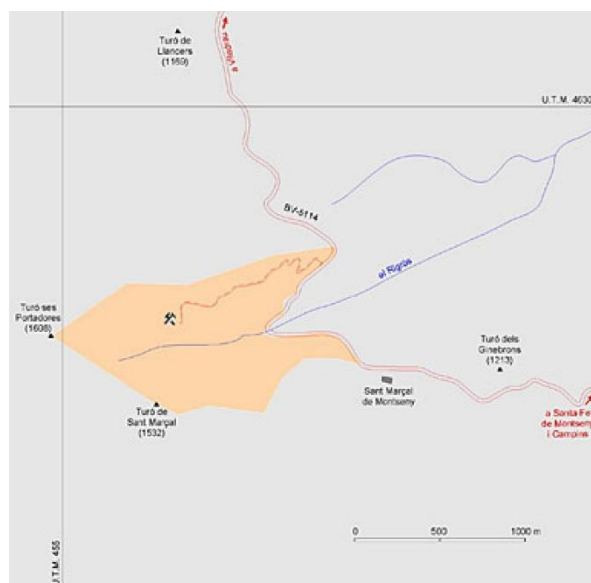 Turó de
Llancers
(1169)
a Viladrau
U.T.M. 4630
BV-5114
el Rigròs
Turó ses
Portadores
(1608)
Turó dels
Ginebrons
(1213)
Sant Marçal
de Montseny
Turó de
Sant Marçal
(1532)
a Santa Fe
de Montseny
i Campins
0 500 1000 m
U.T.M. 455